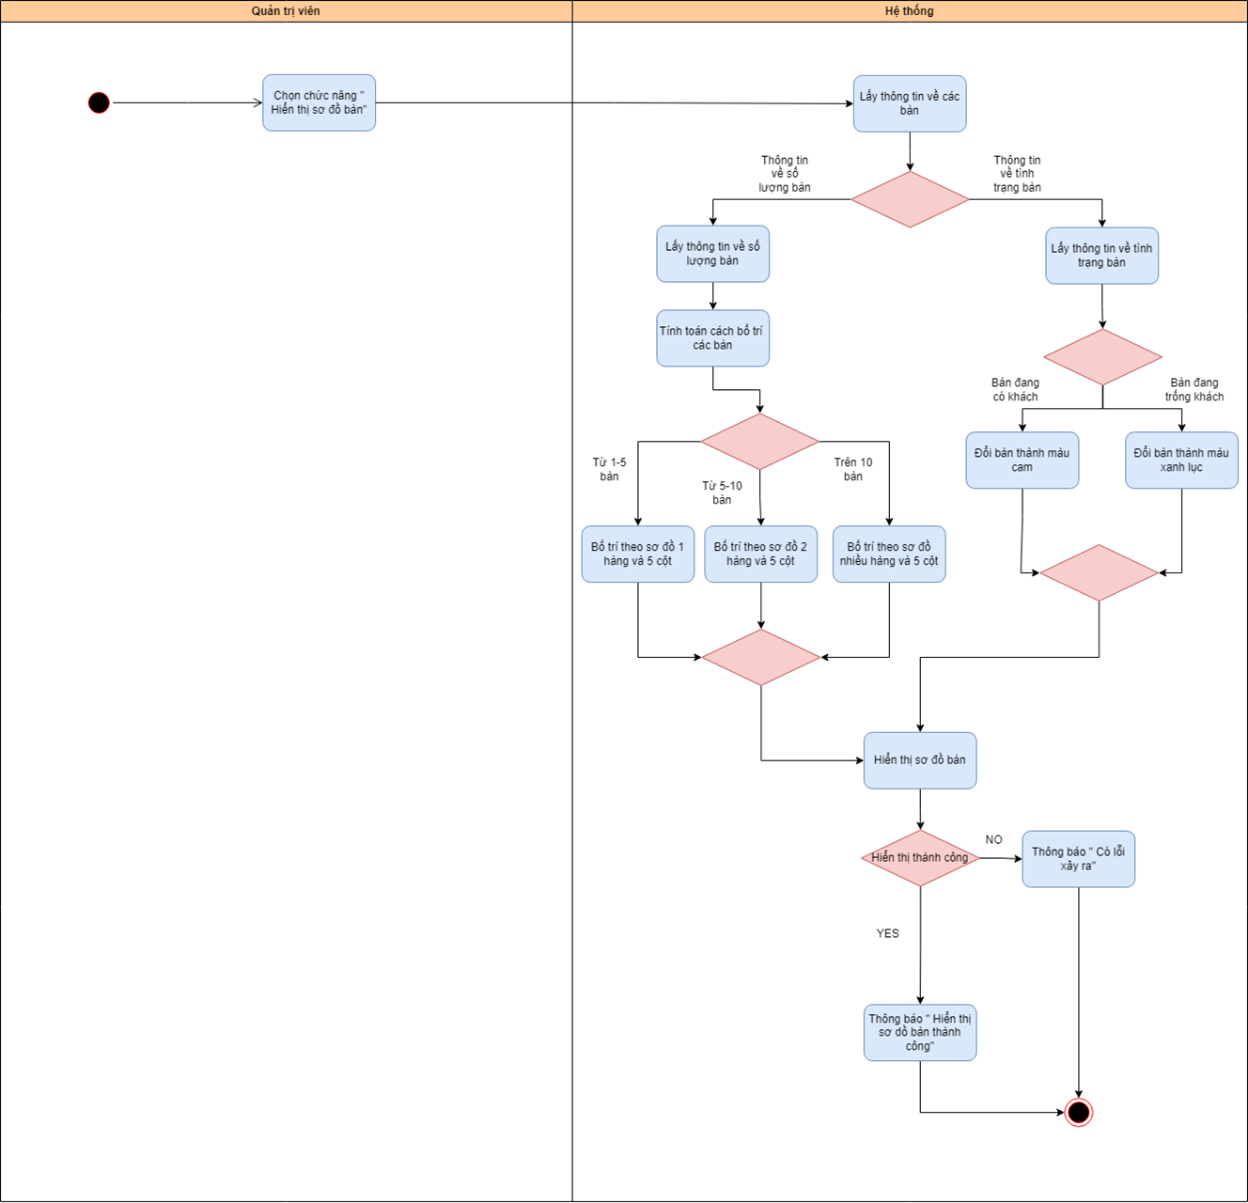 Quản trị viên
Hệ thống
Chọn chức năng "
Hiển thị sơ đồ bàn"
Lấy thông tin về các
bàn
Thông tin
về số
lượng bàn
Thông tin
về tình
trạng bàn
Lấy thông tin về số
lượng bàn
Lấy thông tin về tình
trạng bàn
Tính toán cách bố trí
các bàn
Bàn đang
có khách
Bàn đang
trống khách
Từ 1-5
bàn
Từ 5-10
bàn
Trên 10
bàn
Đổi bàn thành màu
cam
Đổi bàn thành màu
xanh lục
Bố trí theo sơ đồ 1
hàng và 5 cột
Bố trí theo sơ đồ 2
hàng và 5 cột
Bố trí theo sơ đồ
nhiều hàng và 5 cột
Hiển thị sơ đồ bàn
Hiển thị thành công
NO
Thông báo " Có lỗi
xảy ra"
YES
Thông báo " Hiển thị
sơ đồ bàn thành
công"